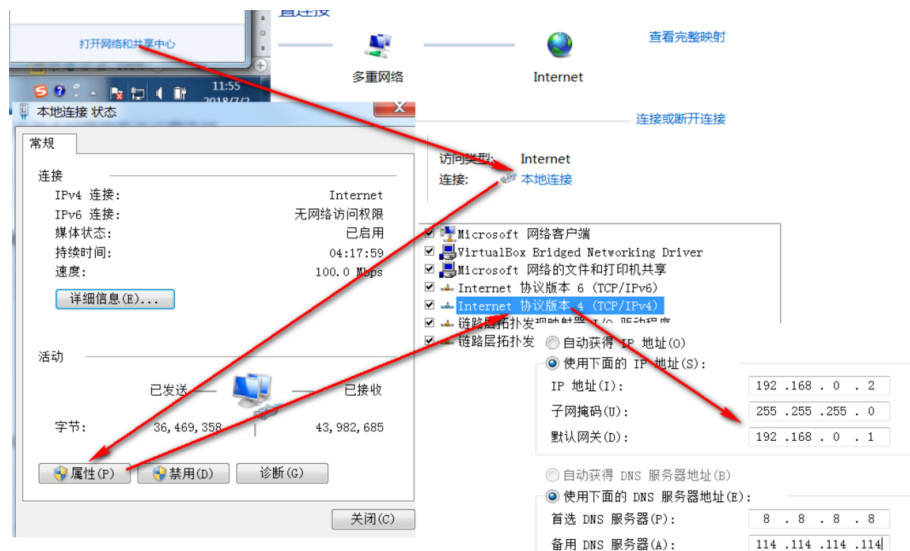 打开网络和共享中心
11:55
本地连接 状态
常规
连接
IPv4 连接: Internet
IPv6 连接: 无网络访问权限
媒体状态: 已启用
持续时间: 04:17:59
速度: 100.0 Mbps
详细信息(E)...
活动
已发送 已接收
字节: 36,469,358 43,982,685
属性(P) 禁用(D) 诊断(G)
关闭(C)
查看完整映射
多重网络 Internet
连接或断开连接
访问类型: Internet
连接: 本地连接
Microsoft 网络客户端
VirtualBox Bridged Networking Driver
Microsoft 网络的文件和打印机共享
Internet 协议版本 6 (TCP/IPv6)
Internet 协议版本 4 (TCP/IPv4)
链路层拓扑发现映射器 I/O 驱动程序
链路层拓扑发
自动获得 IP 地址(O)
使用下面的 IP 地址(S):
IP 地址(I): 192 .168 . 0 . 2
子网掩码(U): 255 .255 .255 . 0
默认网关(D): 192 .168 . 0 . 1
自动获得 DNS 服务器地址(B)
使用下面的 DNS 服务器地址(E):
首选 DNS 服务器(P): 8 . 8 . 8 . 8
备用 DNS 服务器(A): 114 .114 .114 .114